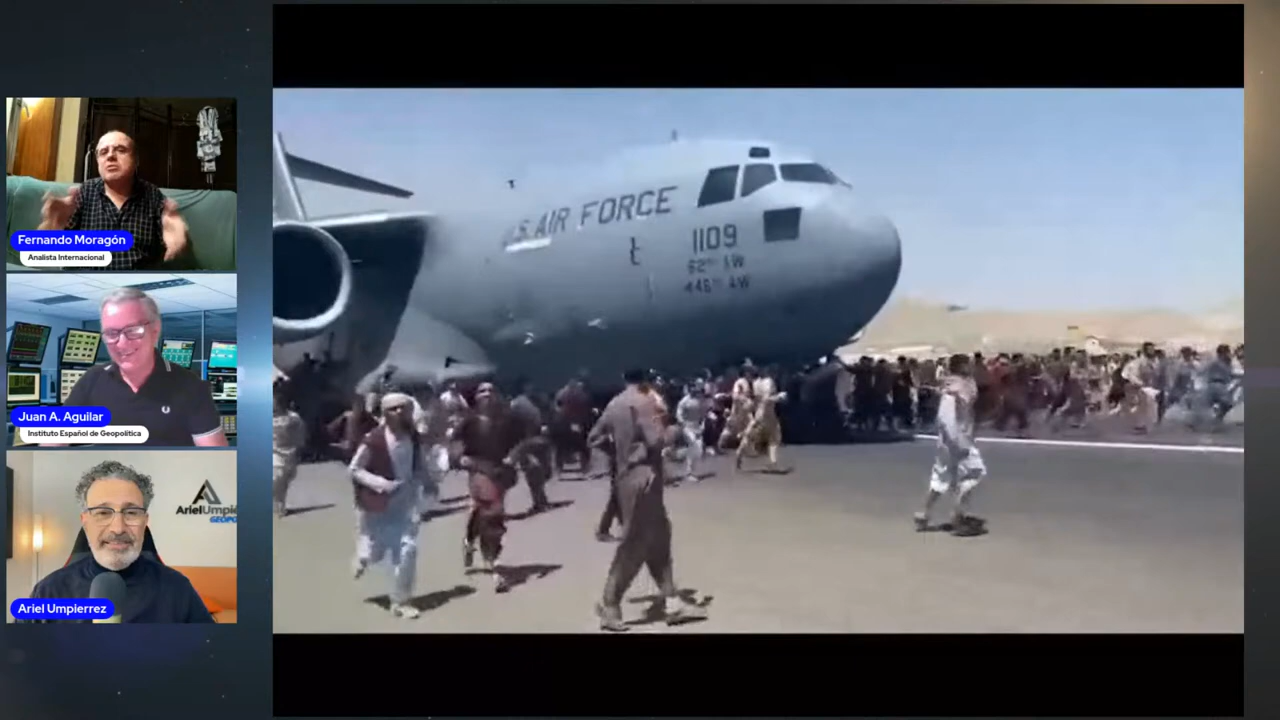 Fernando Moragón
Analista Internacional
Juan A. Aguilar
Instituto Español de Geopolítica
Ariel Umpierrez
U.S. AIR FORCE
1109
62ND AW
446TH AW